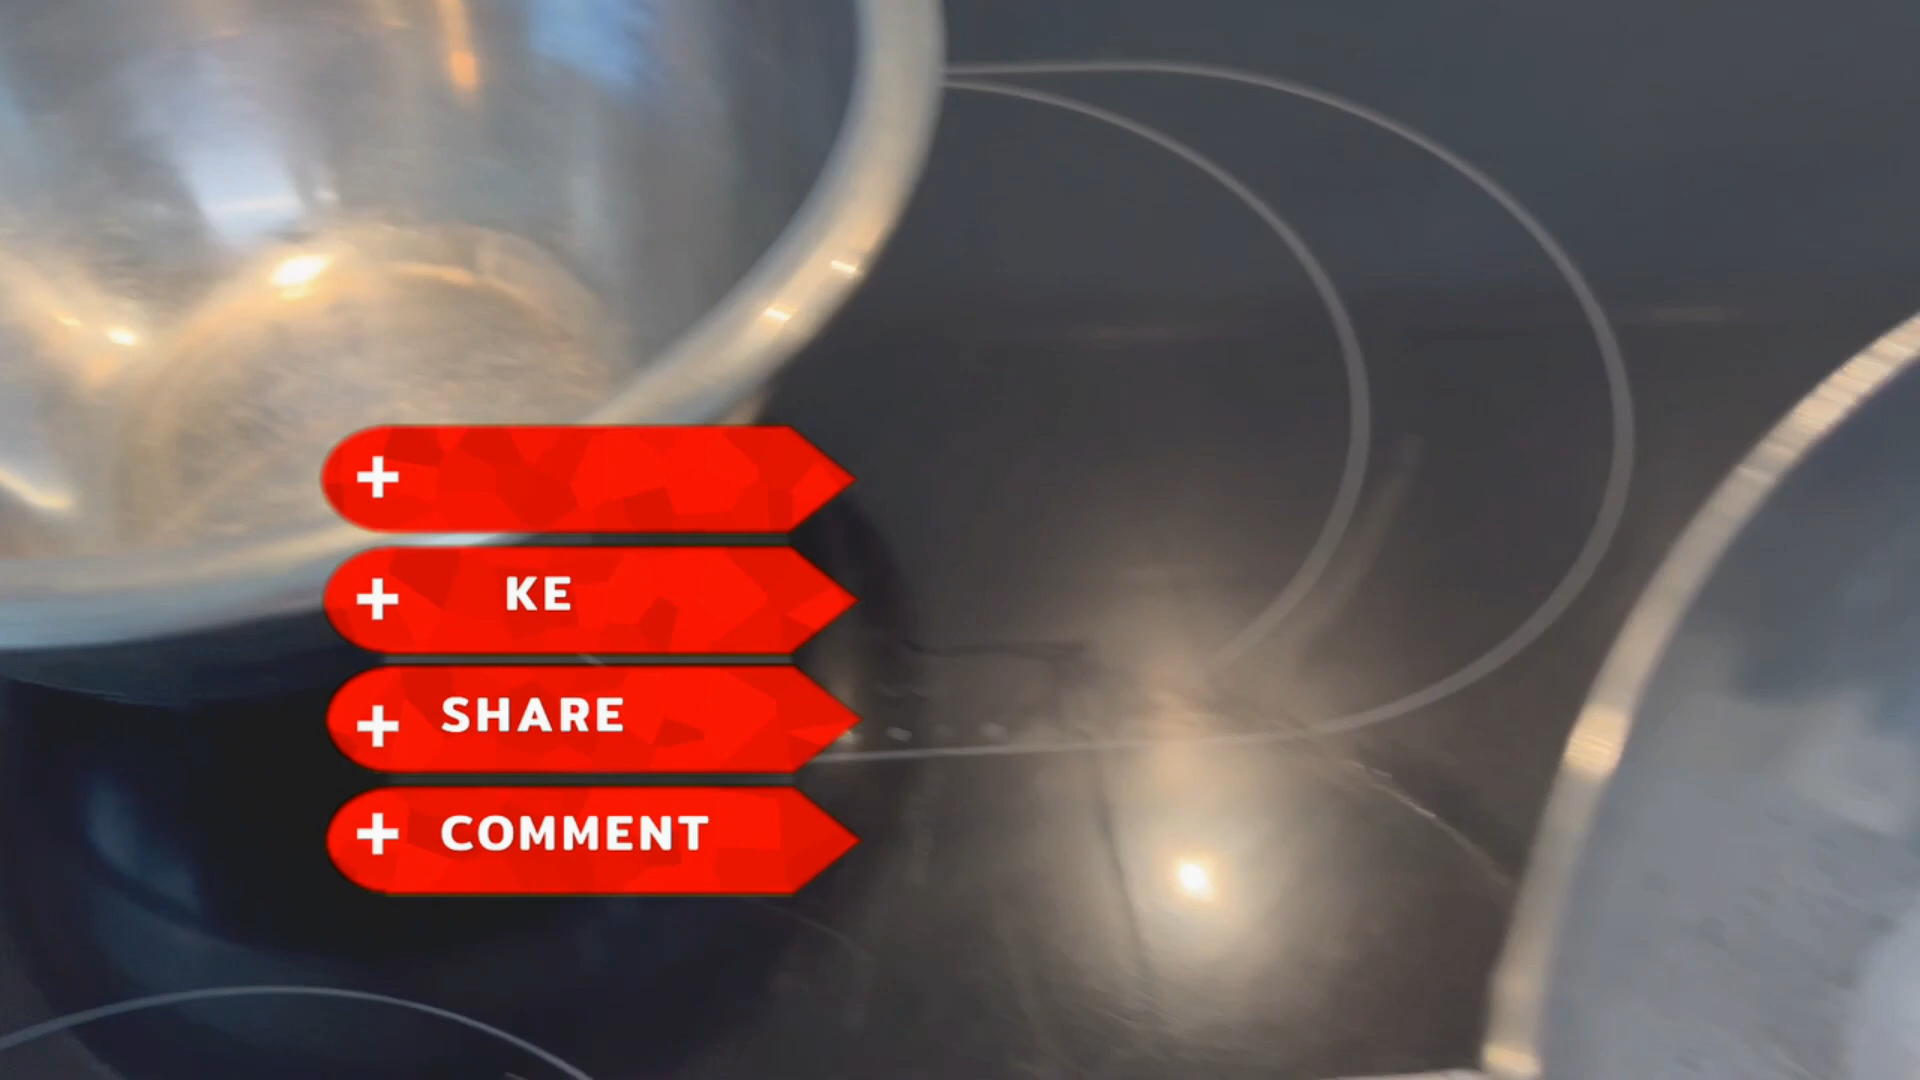 +
+ KE
+ SHARE
+ COMMENT